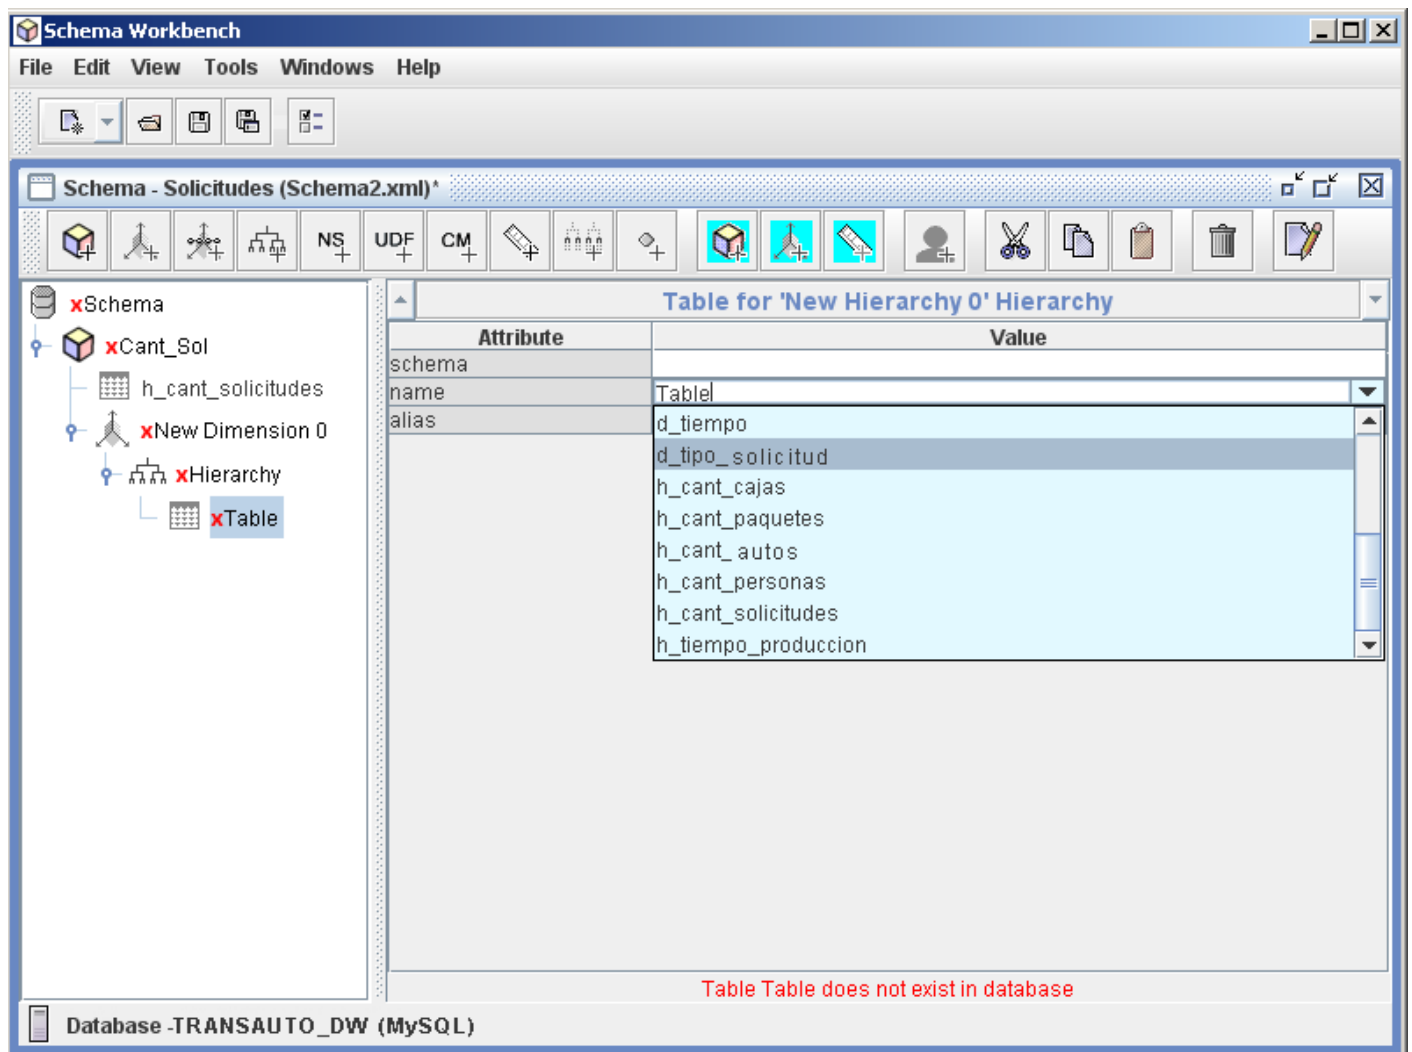 Schema Workbench
File Edit View Tools Windows Help
Schema - Solicitudes (Schema2.xml)*
NS UDF CM
xSchema
xCant_Sol
h_cant_solicitudes
xNew Dimension 0
xHierarchy
xTable
Table for 'New Hierarchy 0' Hierarchy
Attribute Value
schema
name Table
alias
d_tiempo
d_tipo_solicitud
h_cant_cajas
h_cant_paquetes
h_cant_autos
h_cant_personas
h_cant_solicitudes
h_tiempo_produccion
Table Table does not exist in database
Database -TRANSAUTO_DW (MySQL)